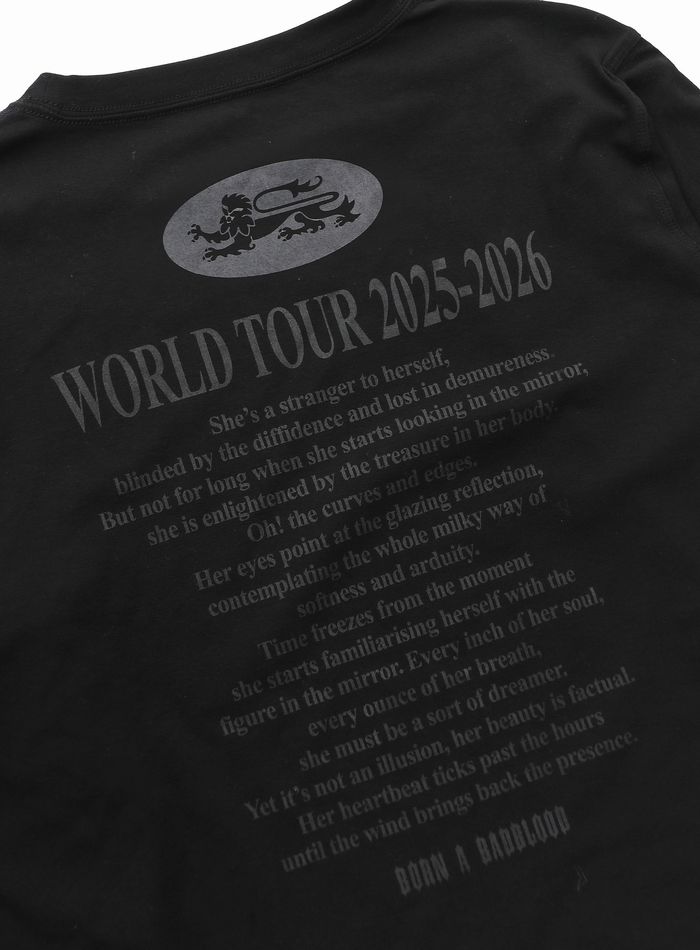 WORLD TOUR 2025-2026
She's a stranger to herself,
blinded by the diffidence and lost in demureness.
But not for long when she starts looking in the mirror,
she is enlightened by the treasure in her body.
Oh! the curves and edges.
Her eyes point at the glazing reflection,
contemplating the whole milky way of
softness and arduity.
Time freezes from the moment
she starts familiarising herself with the
figure in the mirror. Every inch of her soul,
every ounce of her breath,
she must be a sort of dreamer.
Yet it's not an illusion, her beauty is factual.
Her heartbeat ticks past the hours
until the wind brings back the presence.
BORN A BADBLOOD